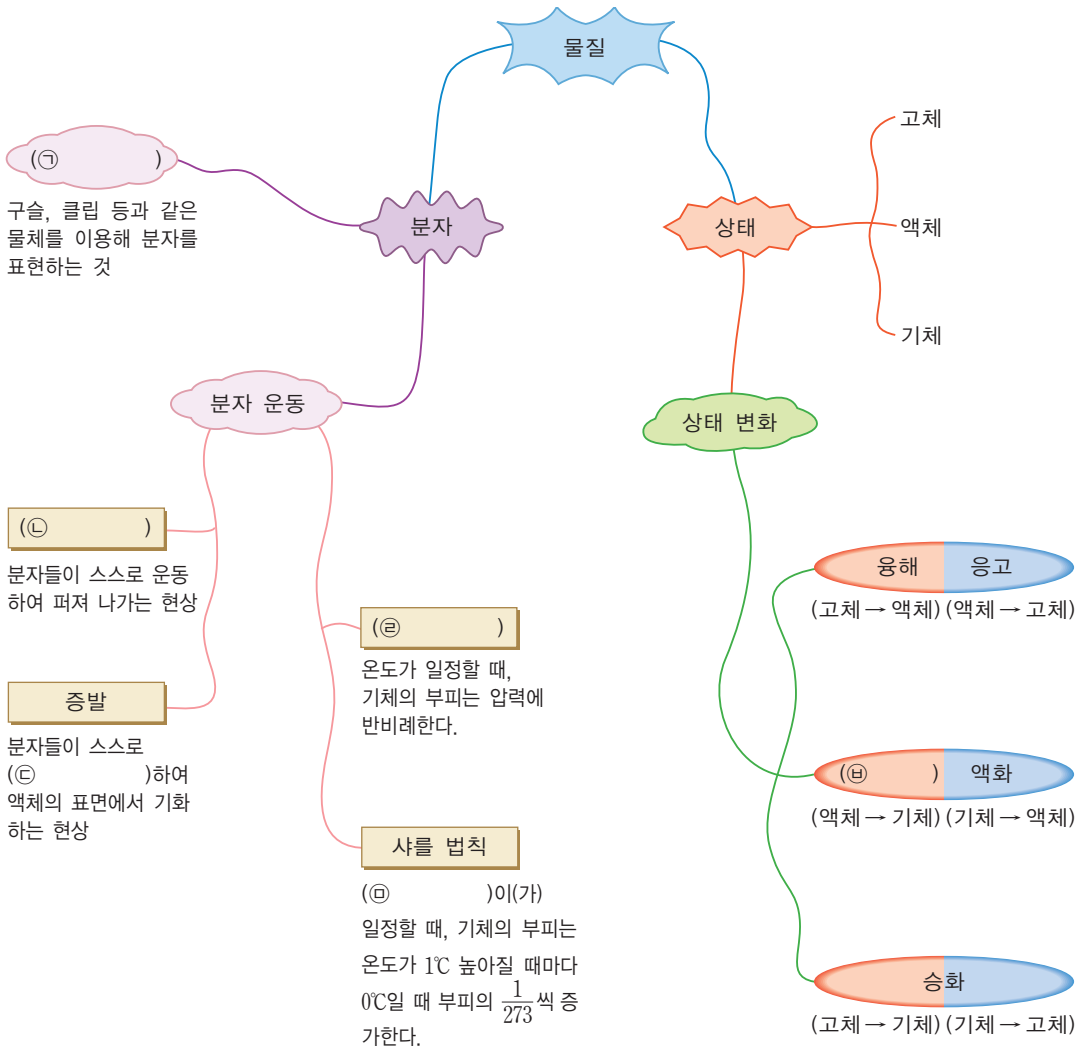 물질
(㉠ )
구슬, 클립 등과 같은
물체를 이용해 분자를
표현하는 것
분자
상태
고체
액체
기체
분자 운동
상태 변화
(㉡ )
분자들이 스스로 운동
하여 퍼져 나가는 현상
증발
분자들이 스스로
(㉢ )하여
액체의 표면에서 기화
하는 현상
(㉣ )
온도가 일정할 때,
기체의 부피는 압력에
반비례한다.
샤를 법칙
(㉤ )이(가)
일정할 때, 기체의 부피는
온도가 1℃ 높아질 때마다
0℃일 때 부피의 1/273씩 증
가한다.
융해 응고
(고체→액체) (액체→고체)
(㉥ ) 액화
(액체→기체) (기체→액체)
승화
(고체→기체) (기체→고체)